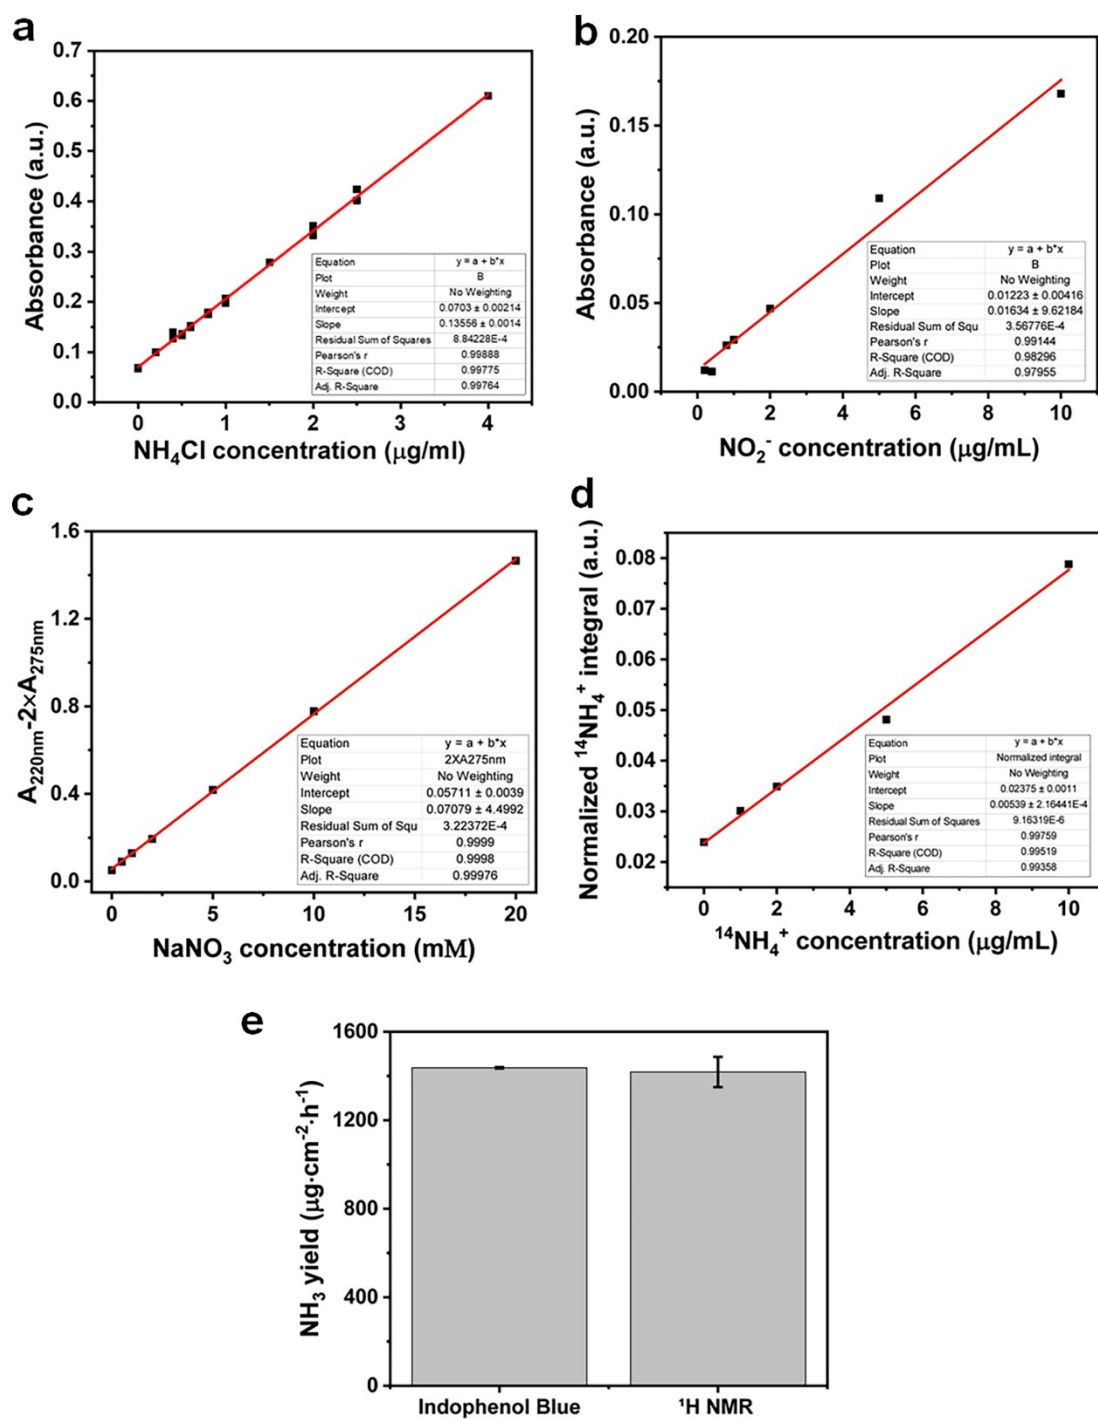 a
0.7
0.6
0.5
0.4
0.3
0.2
0.1
0.0
Absorbance (a.u.)
Equation y = a + b*x
Plot B
Weight No Weighting
Intercept 0.0703 ± 0.00214
Slope 0.13556 ± 0.0014
Residual Sum of Squares 8.84228E-4
Pearson's r 0.99888
R-Square (COD) 0.99775
Adj. R-Square 0.99764
0 1 2 3 4
NH₄Cl concentration (μg/ml)
b
0.20
0.15
0.10
0.05
0.00
Absorbance (a.u.)
Equation y = a + b*x
Plot B
Weight No Weighting
Intercept 0.01223 ± 0.00416
Slope 0.01634 ± 9.62184
Residual Sum of Squ 3.56776E-4
Pearson's r 0.99144
R-Square (COD) 0.98296
Adj. R-Square 0.97955
0 2 4 6 8 10
NO₂⁻ concentration (μg/mL)
c
1.6
1.2
0.8
0.4
0.0
A₂₂₀ₙₘ-2×A₂₇₅ₙₘ
Equation y = a + b*x
Plot 2XA275nm
Weight No Weighting
Intercept 0.05711 ± 0.0039
Slope 0.07079 ± 4.4992
Residual Sum of Squ 3.22372E-4
Pearson's r 0.9999
R-Square (COD) 0.9998
Adj. R-Square 0.99976
0 5 10 15 20
NaNO₃ concentration (mM)
d
0.08
0.07
0.06
0.05
0.04
0.03
0.02
Normalized ¹⁴NH₄⁺ integral (a.u.)
Equation y = a + b*x
Plot Normalized integral
Weight No Weighting
Intercept 0.02375 ± 0.0011
Slope 0.00539 ± 2.16441E-4
Residual Sum of Squares 9.16319E-6
Pearson's r 0.99759
R-Square (COD) 0.99519
Adj. R-Square 0.99358
0 2 4 6 8 10
¹⁴NH₄⁺ concentration (μg/mL)
e
1600
1200
800
400
0
NH₃ yield (μg·cm⁻²·h⁻¹)
Indophenol Blue ¹H NMR